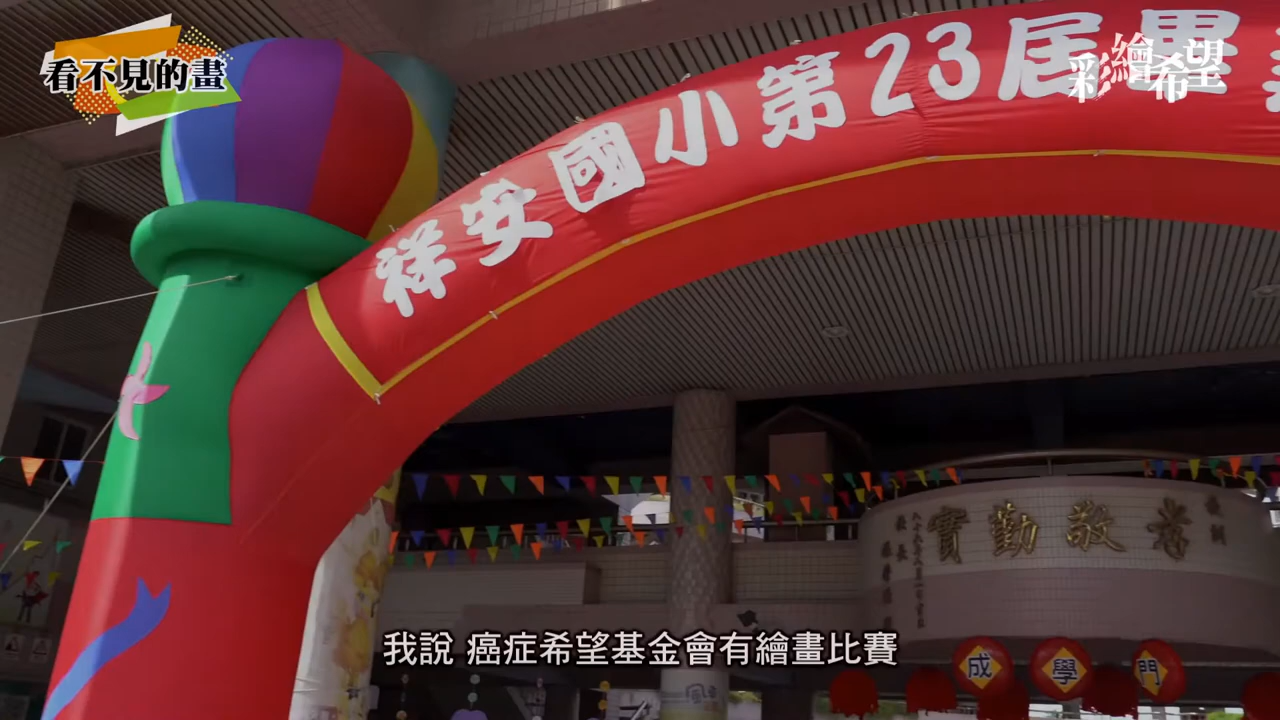 看不見的畫
彩繪希望
祥安國小第23屆畢
實勤敬孝
我說 癌症希望基金會有繪畫比賽
成學門